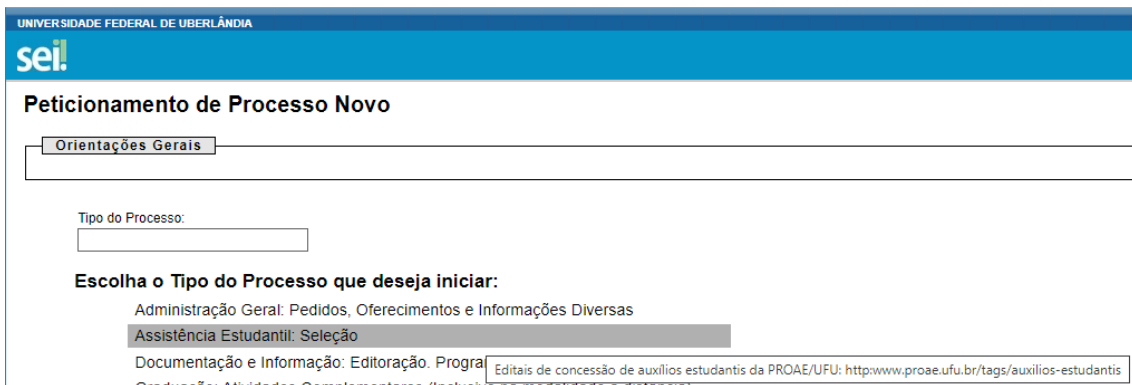 UNIVERSIDADE FEDERAL DE UBERLÂNDIA
sei!
Peticionamento de Processo Novo
Orientações Gerais
Tipo do Processo:
Escolha o Tipo do Processo que deseja iniciar:
Administração Geral: Pedidos, Oferecimentos e Informações Diversas
Assistência Estudantil: Seleção
Documentação e Informação: Editoração.
Editais de concessão de auxílios estudantis da PROAE/UFU: http:www.proae.ufu.br/tags/auxilios-estudantis